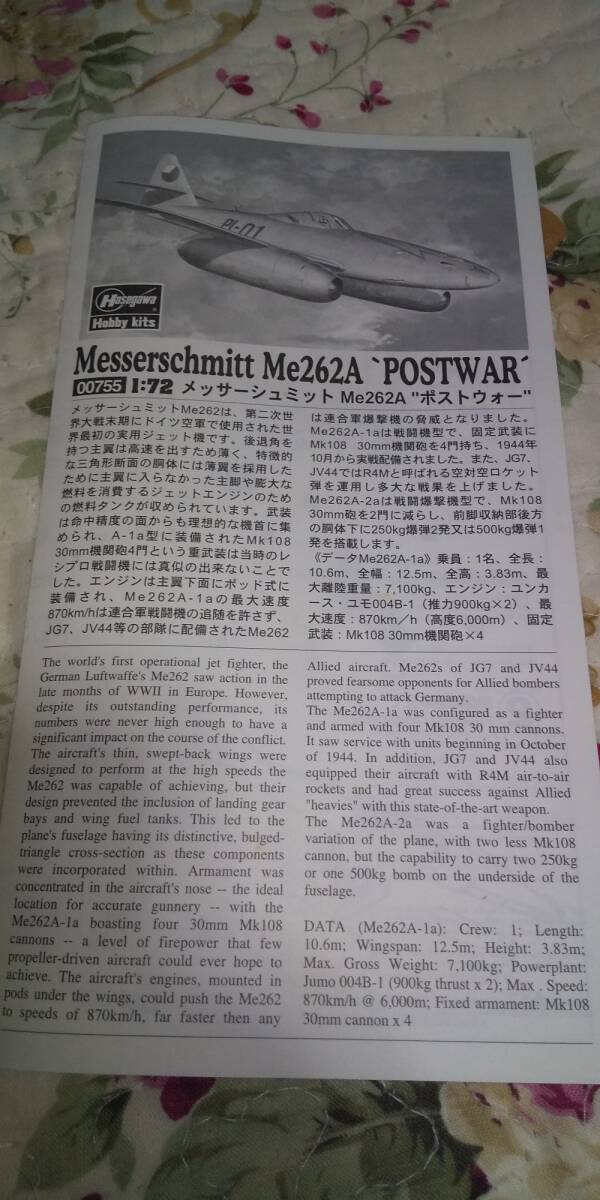 PL-01
Hasegawa
Hobby kits
Messerschmitt Me262A `POSTWAR´
00755 1:72 メッサーシュミット Me262A "ポストウォー"
メッサーシュミットMe262は、第二次世
界大戦末期にドイツ空軍で使用された世
界最初の実用ジェット機です。後退角を
持つ主翼は高速を出すため薄く、特徴的
な三角形断面の胴体には薄翼を採用した
ために主翼に入らなかった主脚や膨大な
燃料を消費するジェットエンジンのため
の燃料タンクが収められています。武装
は命中精度の面からも理想的な機首に集
められ、A-1a型に装備されたMk108
30mm機関砲4門という重武装は当時のレ
シプロ戦闘機には真似の出来ないことで
した。エンジンは主翼下面にポッド式に
装備され、Me262A-1aの最大速度
870km/hは連合軍戦闘機の追随を許さず、
JG7、JV44等の部隊に配備されたMe262
は連合軍爆撃機の脅威となりました。
Me262A-1aは戦闘機型で、固定武装に
Mk108 30mm機関砲を4門持ち、1944年
10月から実戦配備されました。また、JG7、
JV44ではR4Mと呼ばれる空対空ロケット
弾を運用し多大な戦果を上げました。
Me262A-2aは戦闘爆撃機型で、Mk108
30mm砲を2門に減らし、前脚収納部後方
の胴体下に250kg爆弾2発又は500kg爆弾1
発を搭載します。
《データMe262A-1a》乗員：1名、全長：
10.6m、全幅：12.5m、全高：3.83m、最
大離陸重量：7,100kg、エンジン：ユンカ
ース・ユモ004B-1（推力900kg×2）、最
大速度：870km／h（高度6,000m）、固定
武装：Mk108 30mm機関砲×4
The world's first operational jet fighter, the
German Luftwaffe's Me262 saw action in the
late months of WWII in Europe. However,
despite its outstanding performance, its
numbers were never high enough to have a
significant impact on the course of the conflict.
The aircraft's thin, swept-back wings were
designed to perform at the high speeds the
Me262 was capable of achieving, but their
design prevented the inclusion of landing gear
bays and wing fuel tanks. This led to the
plane's fuselage having its distinctive, bulged-
triangle cross-section as these components
were incorporated within. Armament was
concentrated in the aircraft's nose -- the ideal
location for accurate gunnery -- with the
Me262A-1a boasting four 30mm Mk108
cannons -- a level of firepower that few
propeller-driven aircraft could ever hope to
achieve. The aircraft's engines, mounted in
pods under the wings, could push the Me262
to speeds of 870km/h, far faster then any
Allied aircraft. Me262s of JG7 and JV44
proved fearsome opponents for Allied bombers
attempting to attack Germany.
The Me262A-1a was configured as a fighter
and armed with four Mk108 30 mm cannons.
It saw service with units beginning in October
of 1944. In addition, JG7 and JV44 also
equipped their aircraft with R4M air-to-air
rockets and had great success against Allied
"heavies" with this state-of-the-art weapon.
The Me262A-2a was a fighter/bomber
variation of the plane, with two less Mk108
cannon, but the capability to carry two 250kg
or one 500kg bomb on the underside of the
fuselage.
DATA (Me262A-1a): Crew: 1; Length:
10.6m; Wingspan: 12.5m; Height: 3.83m;
Max. Gross Weight: 7,100kg; Powerplant:
Jumo 004B-1 (900kg thrust x 2); Max . Speed:
870km/h @ 6,000m; Fixed armament: Mk108
30mm cannon x 4